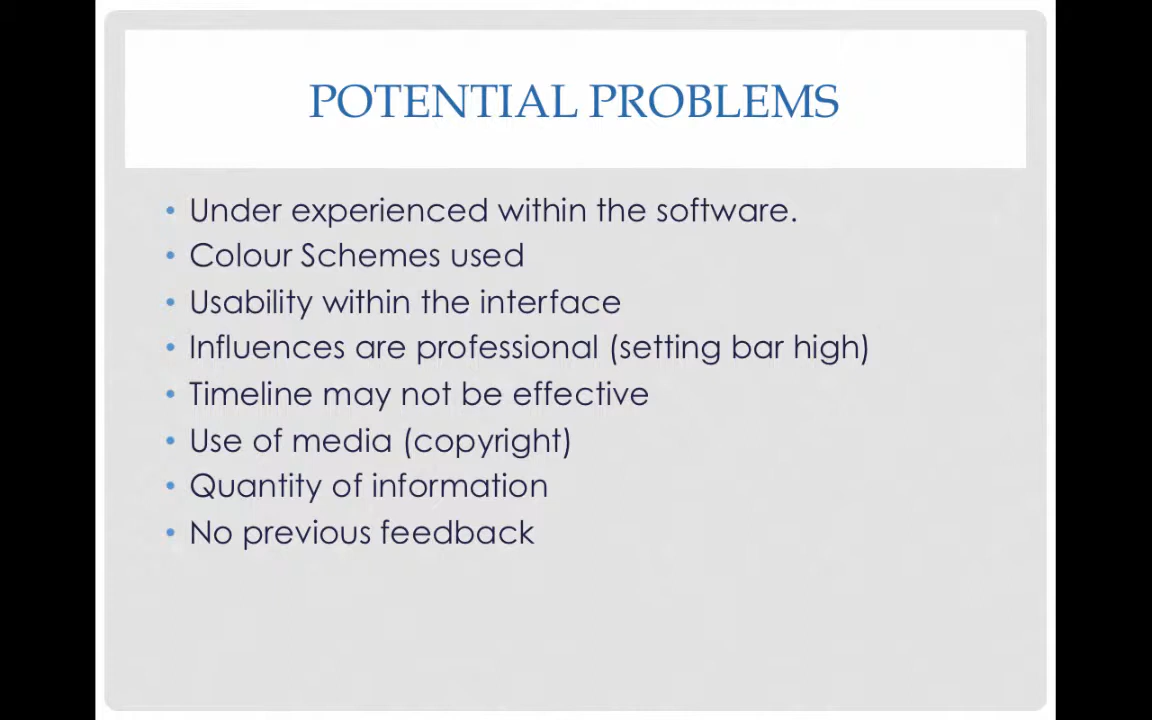 POTENTIAL PROBLEMS
• Under experienced within the software.
• Colour Schemes used
• Usability within the interface
• Influences are professional (setting bar high)
• Timeline may not be effective
• Use of media (copyright)
• Quantity of information
• No previous feedback